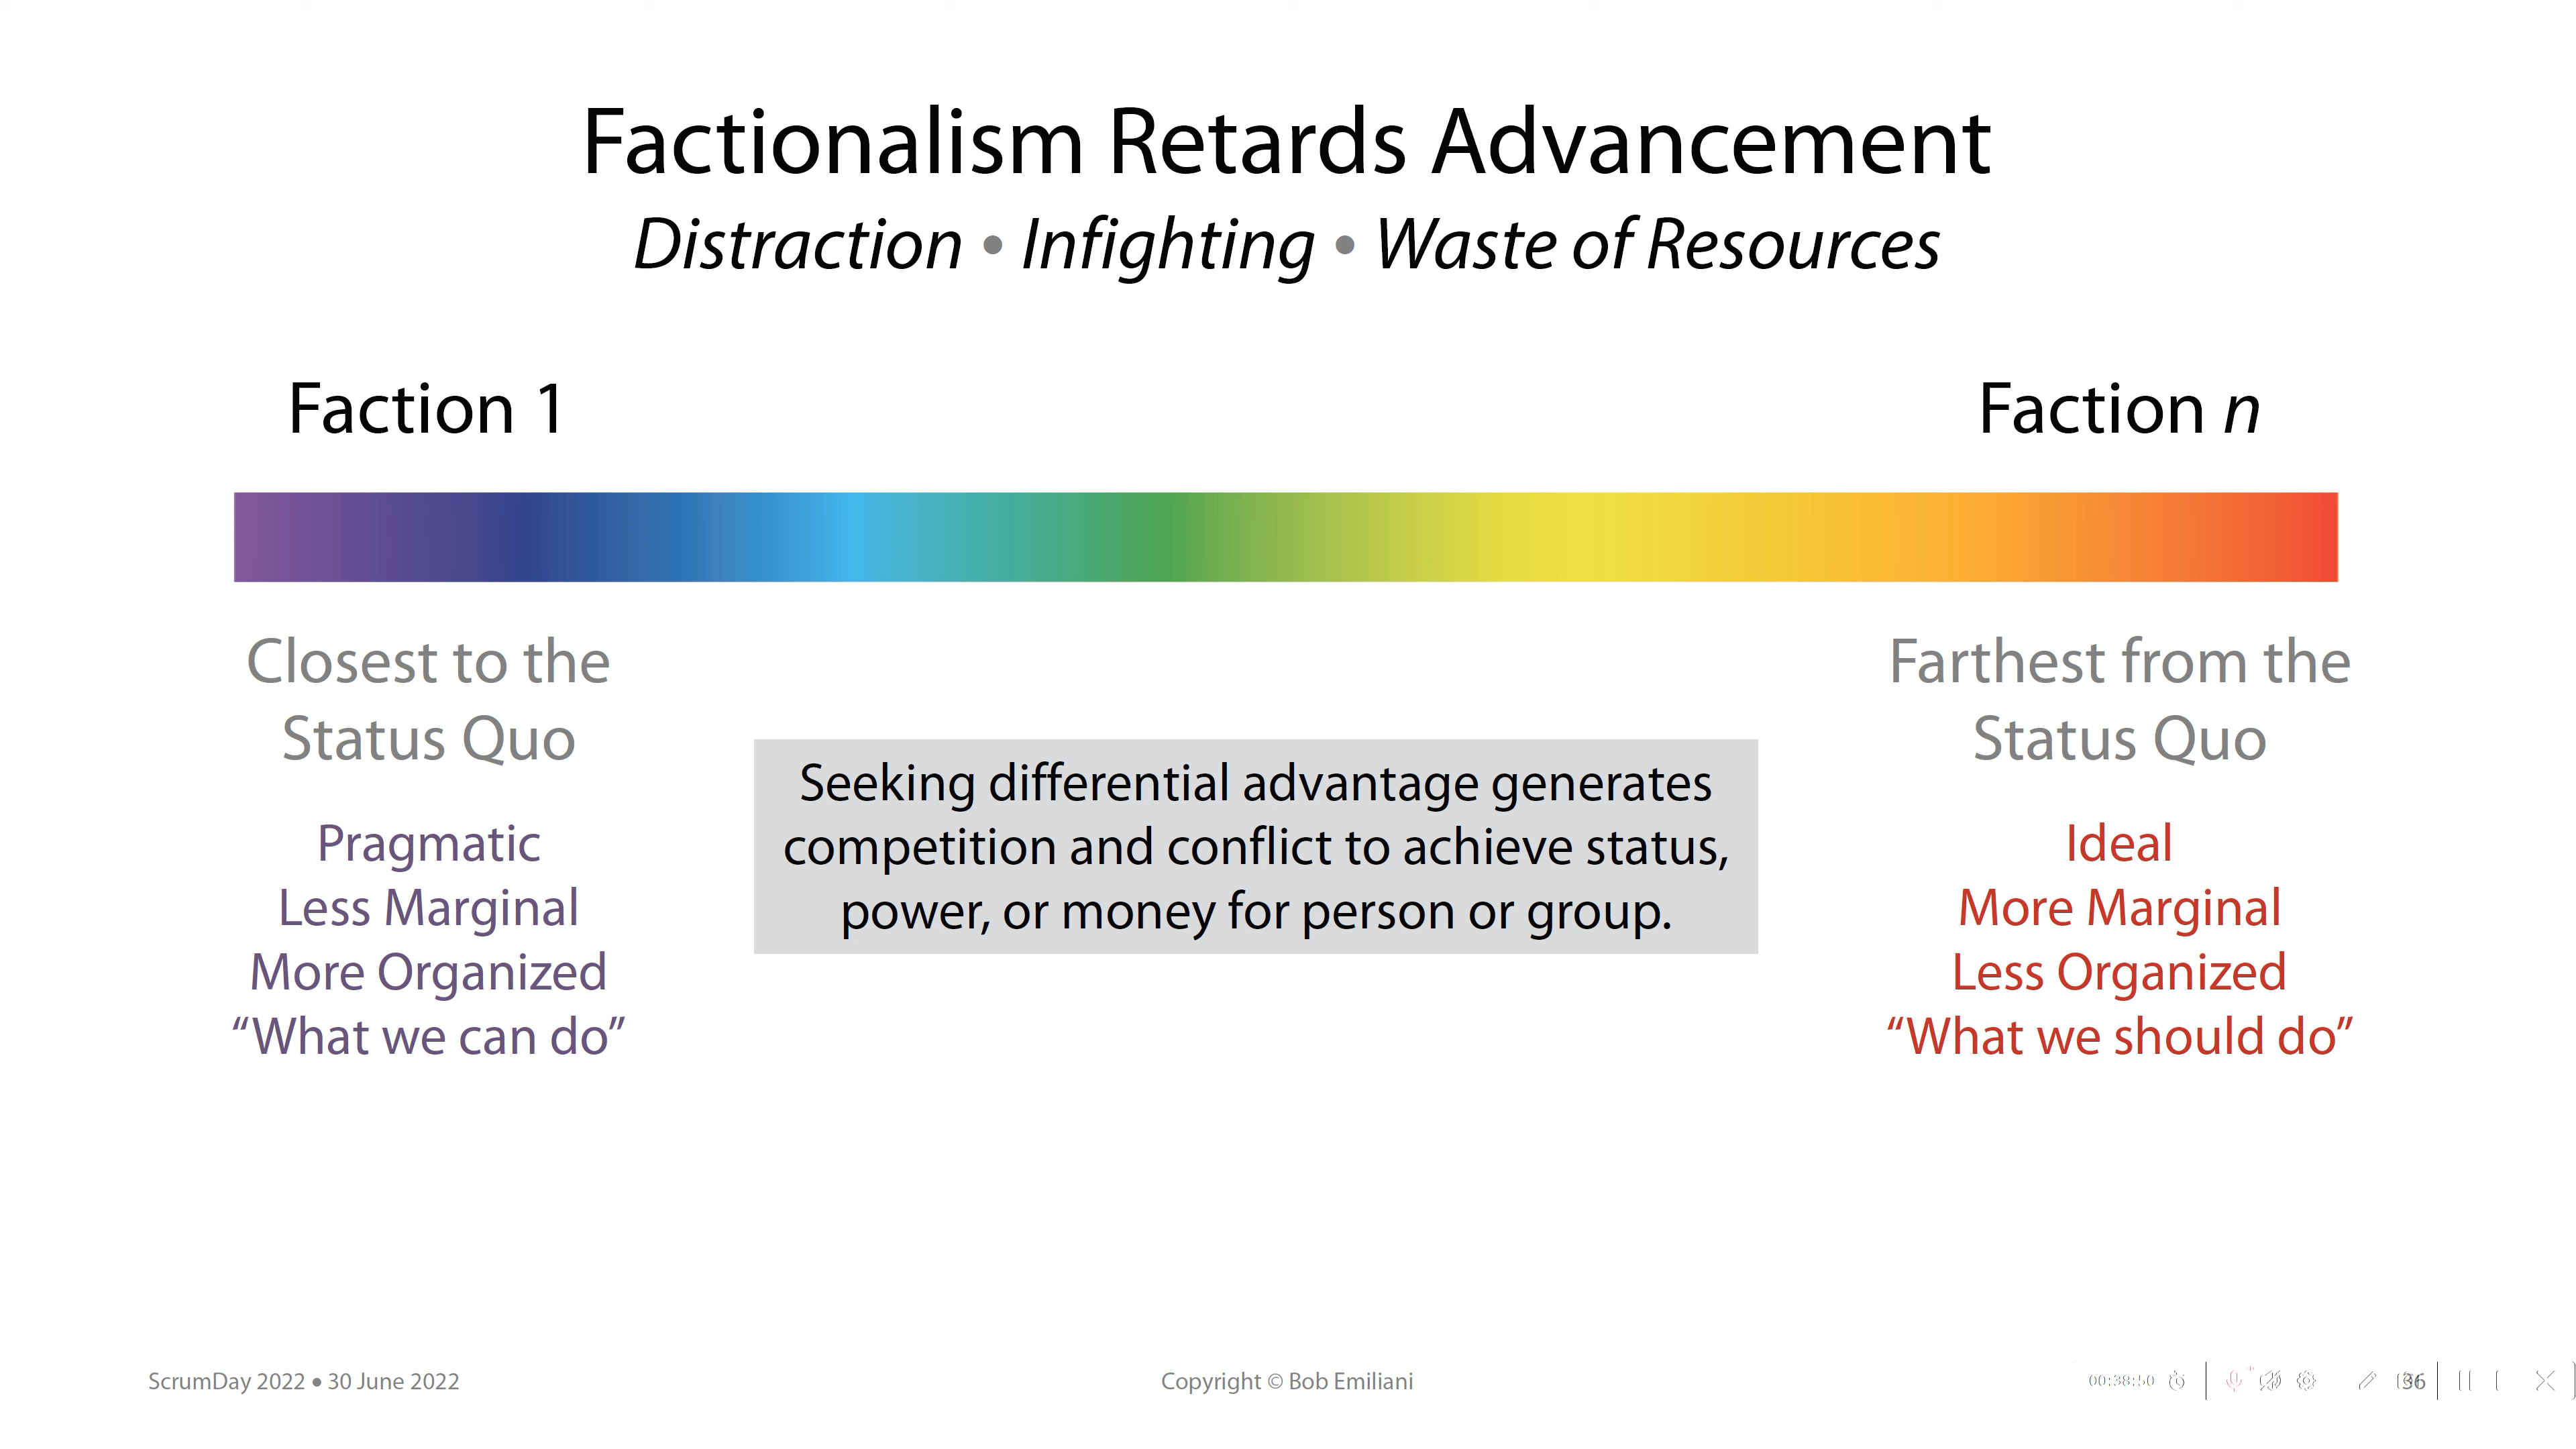 Factionalism Retards Advancement
Distraction • Infighting • Waste of Resources
Faction 1
Faction n
Closest to the
Status Quo
Pragmatic
Less Marginal
More Organized
“What we can do”
Seeking differential advantage generates
competition and conflict to achieve status,
power, or money for person or group.
Farthest from the
Status Quo
Ideal
More Marginal
Less Organized
“What we should do”
ScrumDay 2022 • 30 June 2022
Copyright © Bob Emiliani
00:38:50
36